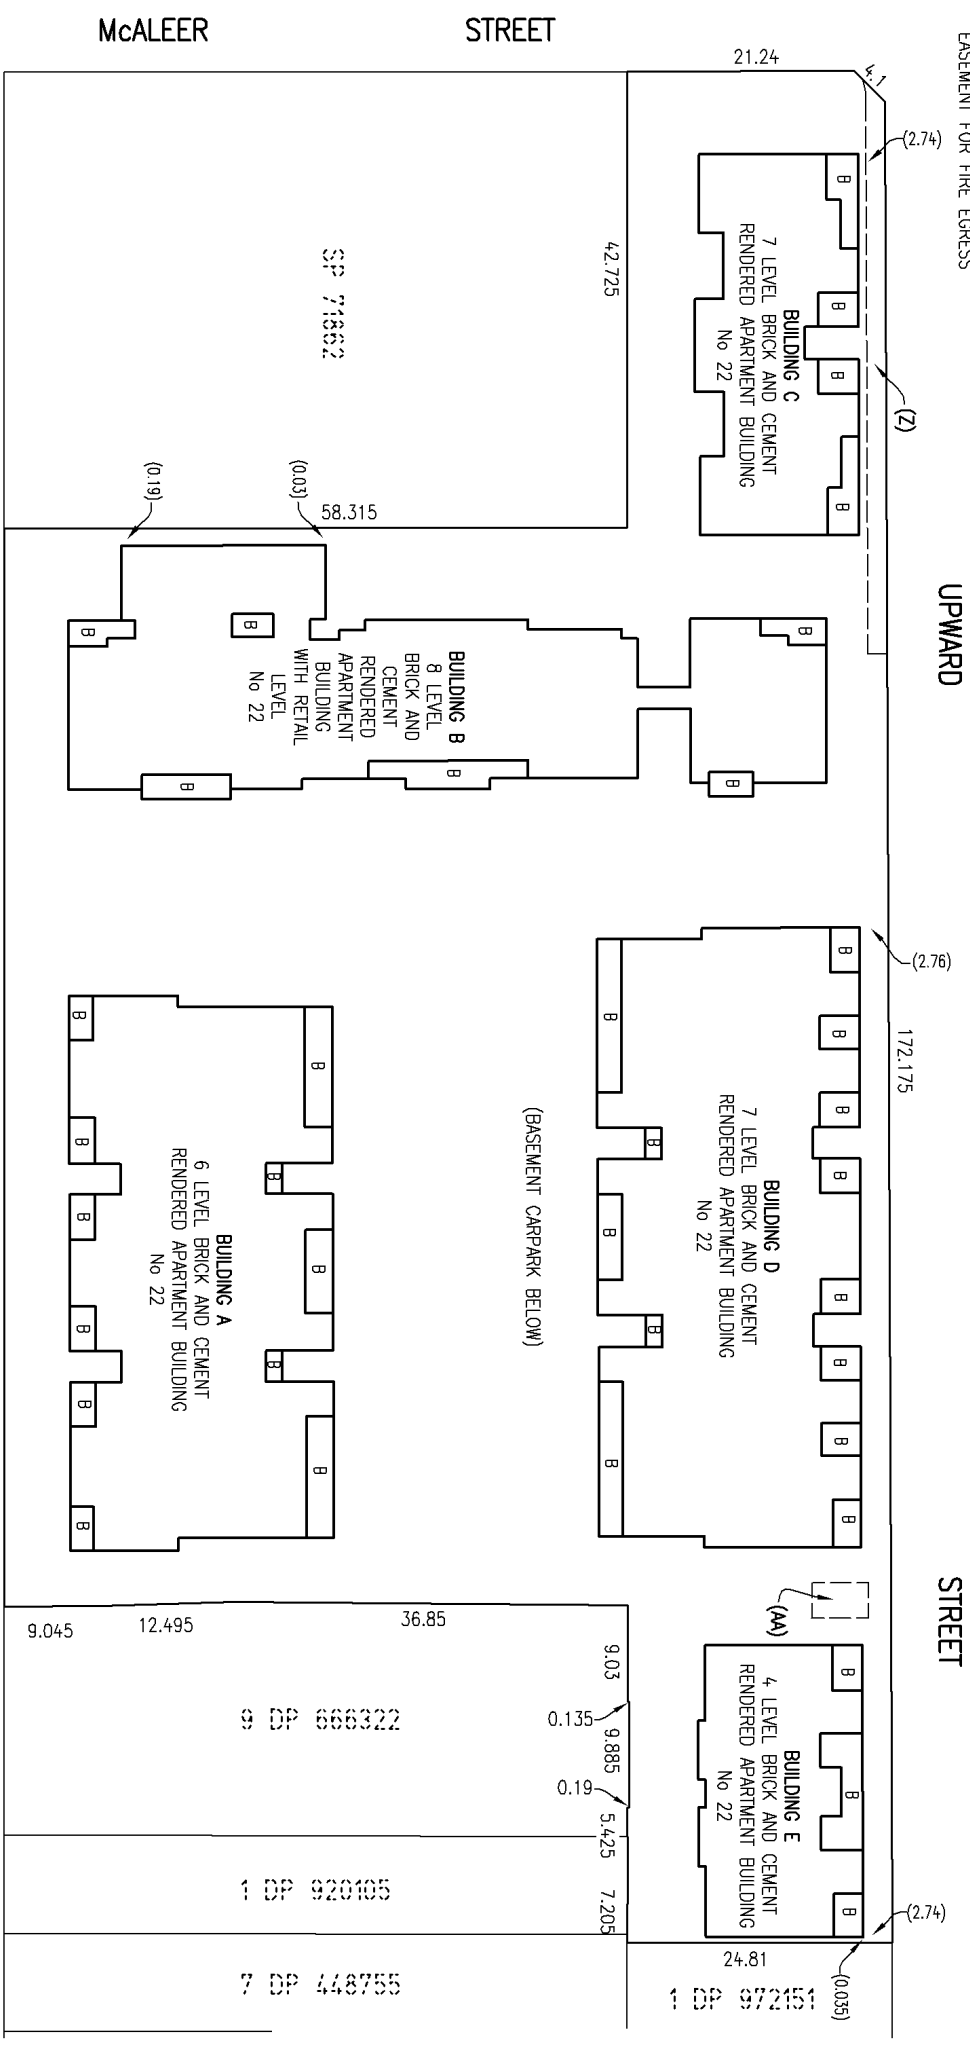 McALEER STREET
EASEMENT FOR FIRE EGRESS
UPWARD STREET
21.24
4.1
(2.74)
(Z)
42.725
SP 71862
58.315
(0.03)
(0.19)
B
B
B
B
BUILDING C
7 LEVEL BRICK AND CEMENT
RENDERED APARTMENT BUILDING
No 22
B
B
B
B
B
B
BUILDING B
8 LEVEL
BRICK AND
CEMENT
RENDERED
APARTMENT
BUILDING
WITH RETAIL
LEVEL
No 22
(2.76)
172.175
B
B
B
B
B
B
B
B
B
B
B
B
B
BUILDING D
7 LEVEL BRICK AND CEMENT
RENDERED APARTMENT BUILDING
No 22
(BASEMENT CARPARK BELOW)
B
B
B
B
B
B
B
B
B
B
B
BUILDING A
6 LEVEL BRICK AND CEMENT
RENDERED APARTMENT BUILDING
No 22
(AA)
9.045
12.495
36.85
9.03
0.135
9.885
0.19
5.425
7.205
B
B
B
BUILDING E
4 LEVEL BRICK AND CEMENT
RENDERED APARTMENT BUILDING
No 22
(2.74)
(0.035)
24.81
9 DP 666322
1 DP 920105
7 DP 448755
1 DP 972151